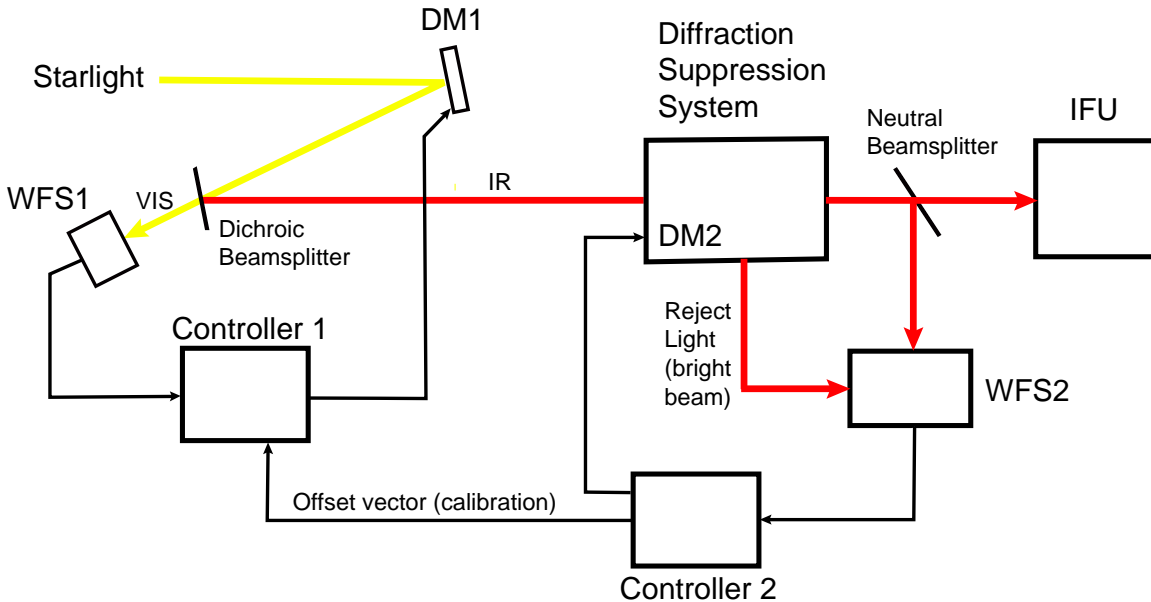 DM1
Starlight
Diffraction
Suppression
System
Neutral
Beamsplitter
IFU
WFS1
VIS
IR
Dichroic
Beamsplitter
DM2
Reject
Light
(bright
beam)
WFS2
Controller 1
Offset vector (calibration)
Controller 2